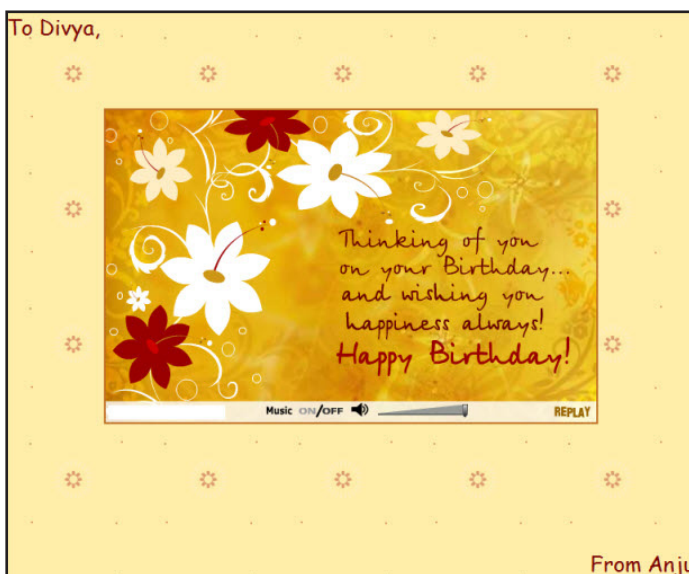 To Divya,
Thinking of you
on your Birthday...
and wishing you
happiness always!
Happy Birthday!
Music ON/OFF
REPLAY
From Anju